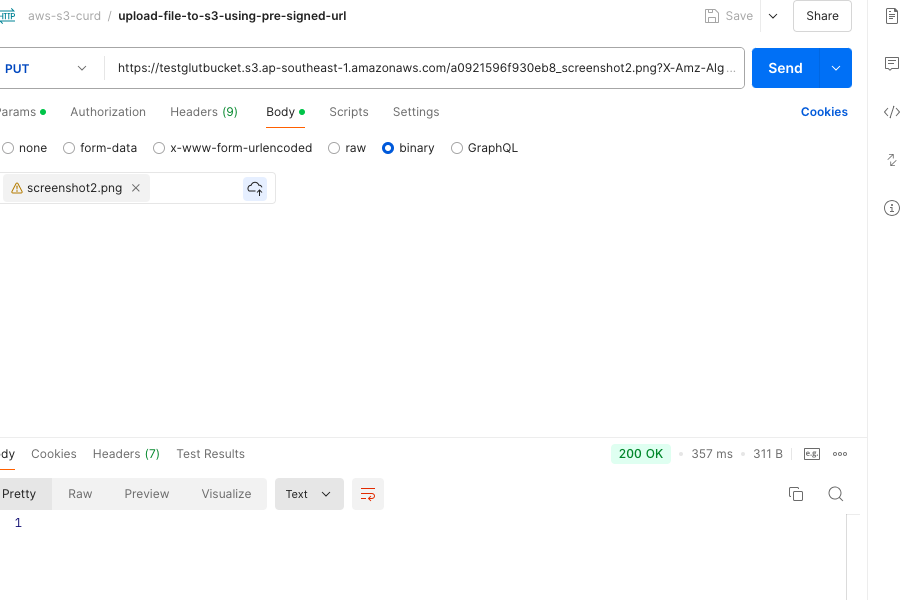 HTTP aws-s3-curd / upload-file-to-s3-using-pre-signed-url Save Share
PUT https://testglutbucket.s3.ap-southeast-1.amazonaws.com/a0921596f930eb8_screenshot2.png?X-Amz-Alg... Send
arams Authorization Headers (9) Body Scripts Settings Cookies
none form-data x-www-form-urlencoded raw binary GraphQL
screenshot2.png
dy Cookies Headers (7) Test Results 200 OK 357 ms 311 B e.g.
Pretty Raw Preview Visualize Text
1